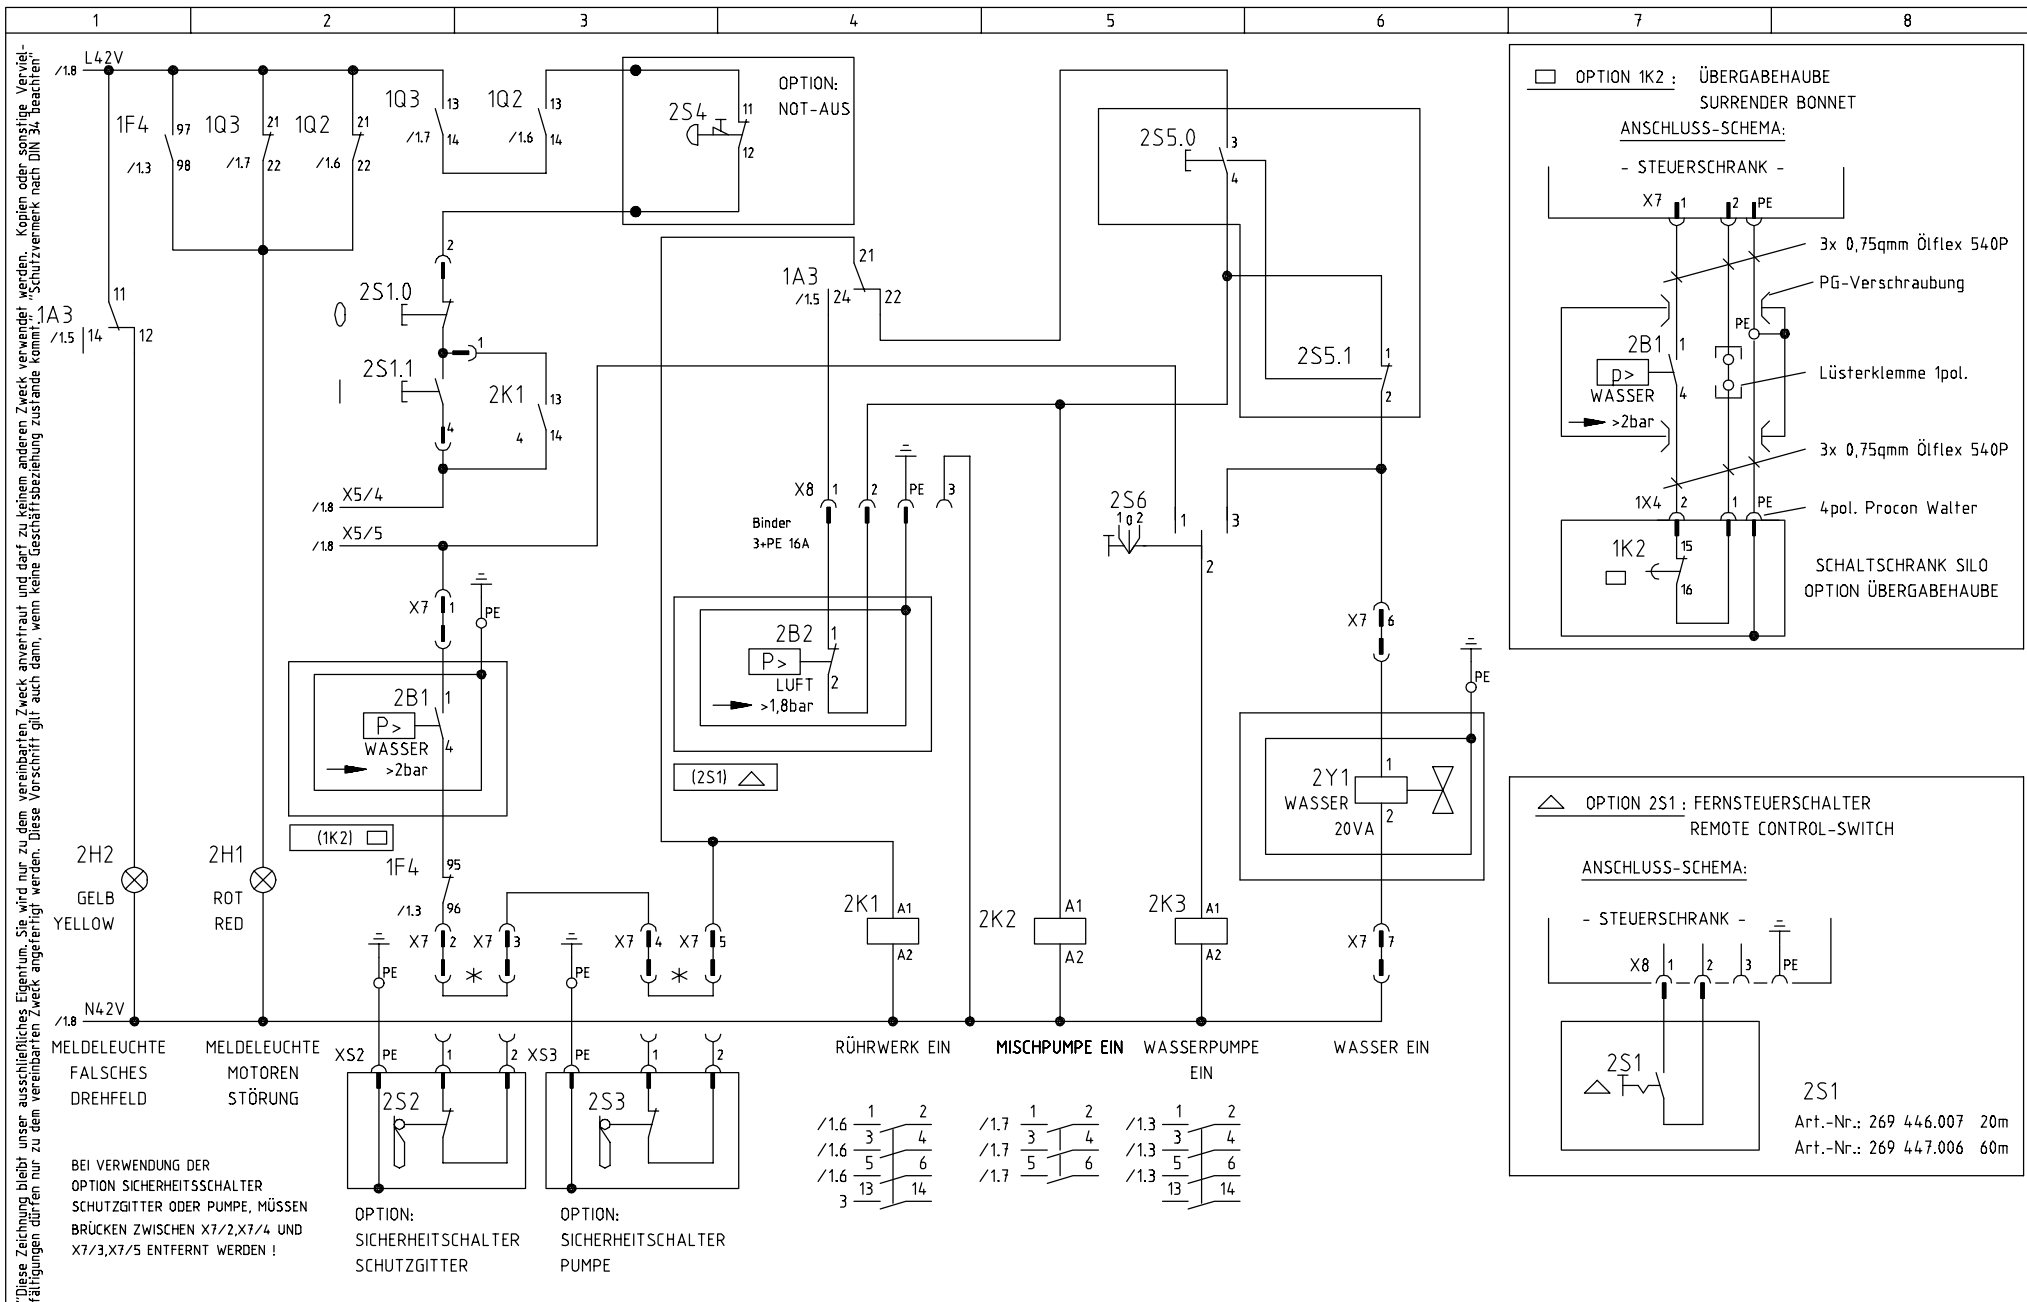 1 2 3 4 5 6 7 8
"Diese Zeichnung bleibt unser ausschließliches Eigentum. Sie wird nur zu dem vereinbarten Zweck anvertraut und darf zu keinem anderen Zweck verwendet werden. Kopien oder sonstige Verviel-
fältigungen dürfen nur zu dem vereinbarten Zweck angefertigt werden. Diese Vorschrift gilt auch dann, wenn keine Geschäftsbeziehung zustande kommt". "Schutzvermerk nach DIN 34 beachten"
/1.8 L42V
1F4 97
/1.3 98
1Q3 21
/1.7 22
1Q2 21
/1.6 22
1Q3 13
/1.7 14
1Q2 13
/1.6 14
2S4 11
12
OPTION:
NOT-AUS
2S5.0 3
4
2S5.1 1
2
11
1A3
/1.5 14 12
2
2S1.0
0
1
2S1.1
I
4
2K1 13
4 14
/1.8 X5/4
/1.8 X5/5
21
1A3
/1.5 24 22
X8 1 2 PE 3
Binder
3+PE 16A
2S6
1 0 2
1 3
2
X7 1
PE
2B1 1
P>
WASSER 4
>2bar
(1K2)
2B2 1
P>
LUFT 2
>1,8bar
(2S1)
X7 6
PE
2Y1 1
WASSER
20VA 2
X7 7
2H2
GELB
YELLOW
2H1
ROT
RED
1F4 95
/1.3 96
X7 2 X7 3
PE *
X7 4 X7 5
PE *
2K1 A1
A2
2K2 A1
A2
2K3 A1
A2
/1.8 N42V
MELDELEUCHTE
FALSCHES
DREHFELD
MELDELEUCHTE
MOTOREN
STÖRUNG
XS2 PE 1 2
2S2
OPTION:
SICHERHEITSCHALTER
SCHUTZGITTER
XS3 PE 1 2
2S3
OPTION:
SICHERHEITSCHALTER
PUMPE
RÜHRWERK EIN
MISCHPUMPE EIN
WASSERPUMPE
EIN
WASSER EIN
/1.6 1 2
/1.6 3 4
/1.6 5 6
3 13 14
/1.7 1 2
/1.7 3 4
/1.7 5 6
/1.3 1 2
/1.3 3 4
/1.3 5 6
13 14
BEI VERWENDUNG DER
OPTION SICHERHEITSSCHALTER
SCHUTZGITTER ODER PUMPE, MÜSSEN
BRÜCKEN ZWISCHEN X7/2,X7/4 UND
X7/3,X7/5 ENTFERNT WERDEN !
OPTION 1K2 : ÜBERGABEHAUBE
SURRENDER BONNET
ANSCHLUSS-SCHEMA:
- STEUERSCHRANK -
X7 1 2 PE
3x 0,75qmm Ölflex 540P
PG-Verschraubung
PE
2B1 1
p>
WASSER 4
>2bar
Lüsterklemme 1pol.
3x 0,75qmm Ölflex 540P
1X4 2 1 PE
4pol. Procon Walter
1K2 15
16
SCHALTSCHRANK SILO
OPTION ÜBERGABEHAUBE
OPTION 2S1 : FERNSTEUERSCHALTER
REMOTE CONTROL-SWITCH
ANSCHLUSS-SCHEMA:
- STEUERSCHRANK -
X8 1 2 3 PE
2S1
2S1
Art.-Nr.: 269 446.007 20m
Art.-Nr.: 269 447.006 60m